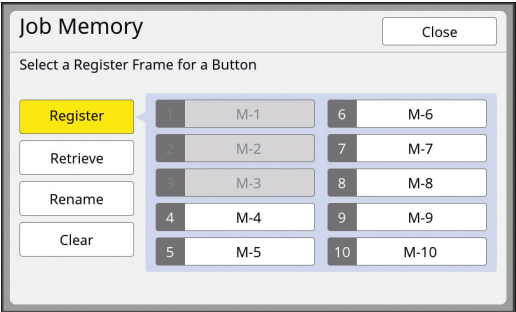 Job Memory
Close
Select a Register Frame for a Button
Register
Retrieve
Rename
Clear
1 M-1
2 M-2
3 M-3
4 M-4
5 M-5
6 M-6
7 M-7
8 M-8
9 M-9
10 M-10